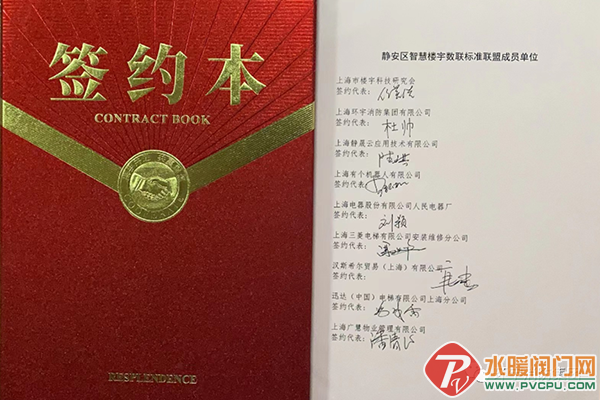 签约本
CONTRACT BOOK
RESPLENDENCE
静安区智慧楼宇数联标准联盟成员单位
上海市楼宇科技研究会
签约代表：
上海环宇消防集团有限公司
签约代表： 杜帅
上海静晟云应用技术有限公司
签约代表：
上海有个机器人有限公司
签约代表：
上海电器股份有限公司人民电器厂
签约代表： 刘颖
上海三菱电梯有限公司安装维修分公司
签约代表：
汉斯希尔贸易（上海）有限公司
签约代表：
迅达（中国）电梯有限公司上海分公司
签约代表：
上海广慧物业管理有限公司
签约代表：
水暖阀门网
WWW.PVCPU.COM